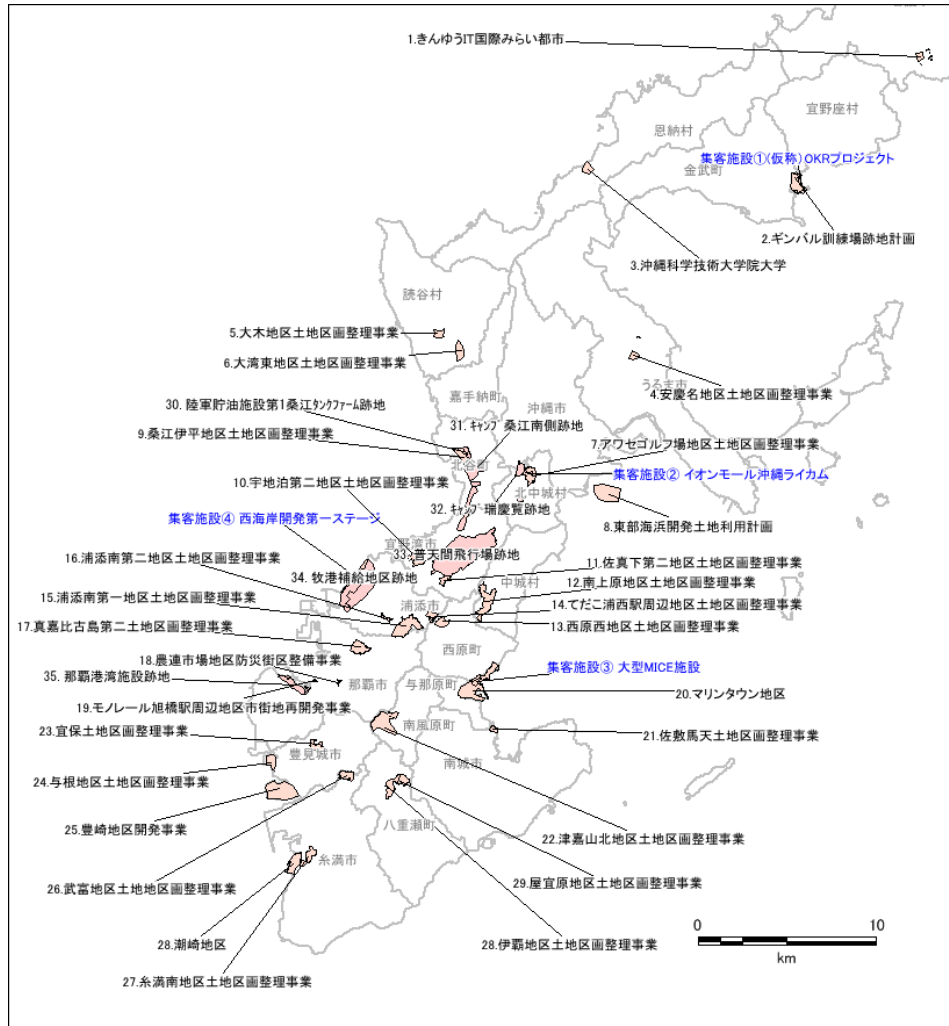 1.きんゆうIT国際みらい都市
宜野座村
恩納村
集客施設①(仮称)OKRプロジェクト
金武町
2.ギンバル訓練場跡地計画
3.沖縄科学技術大学院大学
読谷村
5.大木地区土地区画整理事業
6.大湾東地区土地区画整理事業
うるま市
4.安慶名地区土地区画整理事業
嘉手納町
30. 陸軍貯油施設第1桑江タンクファーム跡地
沖縄市
31. キャンプ 桑江南側跡地
9.桑江伊平地区土地区画整理事業
7.アワセゴルフ場地区土地区画整理事業
北谷町
集客施設② イオンモール沖縄ライカム
10.宇地泊第二地区土地区画整理事業
北中城村
32. キャンプ 瑞慶覧跡地
8.東部海浜開発土地利用計画
集客施設④ 西海岸開発第一ステージ
宜野湾市
33.普天間飛行場跡地
16.浦添南第二地区土地区画整理事業
11.佐真下第二地区土地区画整理事業
34. 牧港補給地区跡地
中城村
12.南上原地区土地区画整理事業
15.浦添南第一地区土地区画整理事業
浦添市
14.てだこ浦西駅周辺地区土地区画整理事業
17.真嘉比古島第二土地区画整理事業
13.西原西地区土地区画整理事業
西原町
18.農連市場地区防災街区整備事業
集客施設③ 大型MICE施設
35. 那覇港湾施設跡地
那覇市
与那原町
20.マリンタウン地区
19.モノレール旭橋駅周辺地区市街地再開発事業
23.宜保土地区画整理事業
南風原町
21.佐敷馬天土地区画整理事業
豊見城市
南城市
24.与根地区土地区画整理事業
25.豊崎地区開発事業
八重瀬町
22.津嘉山北地区土地区画整理事業
糸満市
26.武富地区土地地区画整理事業
29.屋宜原地区土地区画整理事業
28.潮崎地区
28.伊覇地区土地区画整理事業
27.糸満南地区土地区画整理事業
0 10
km